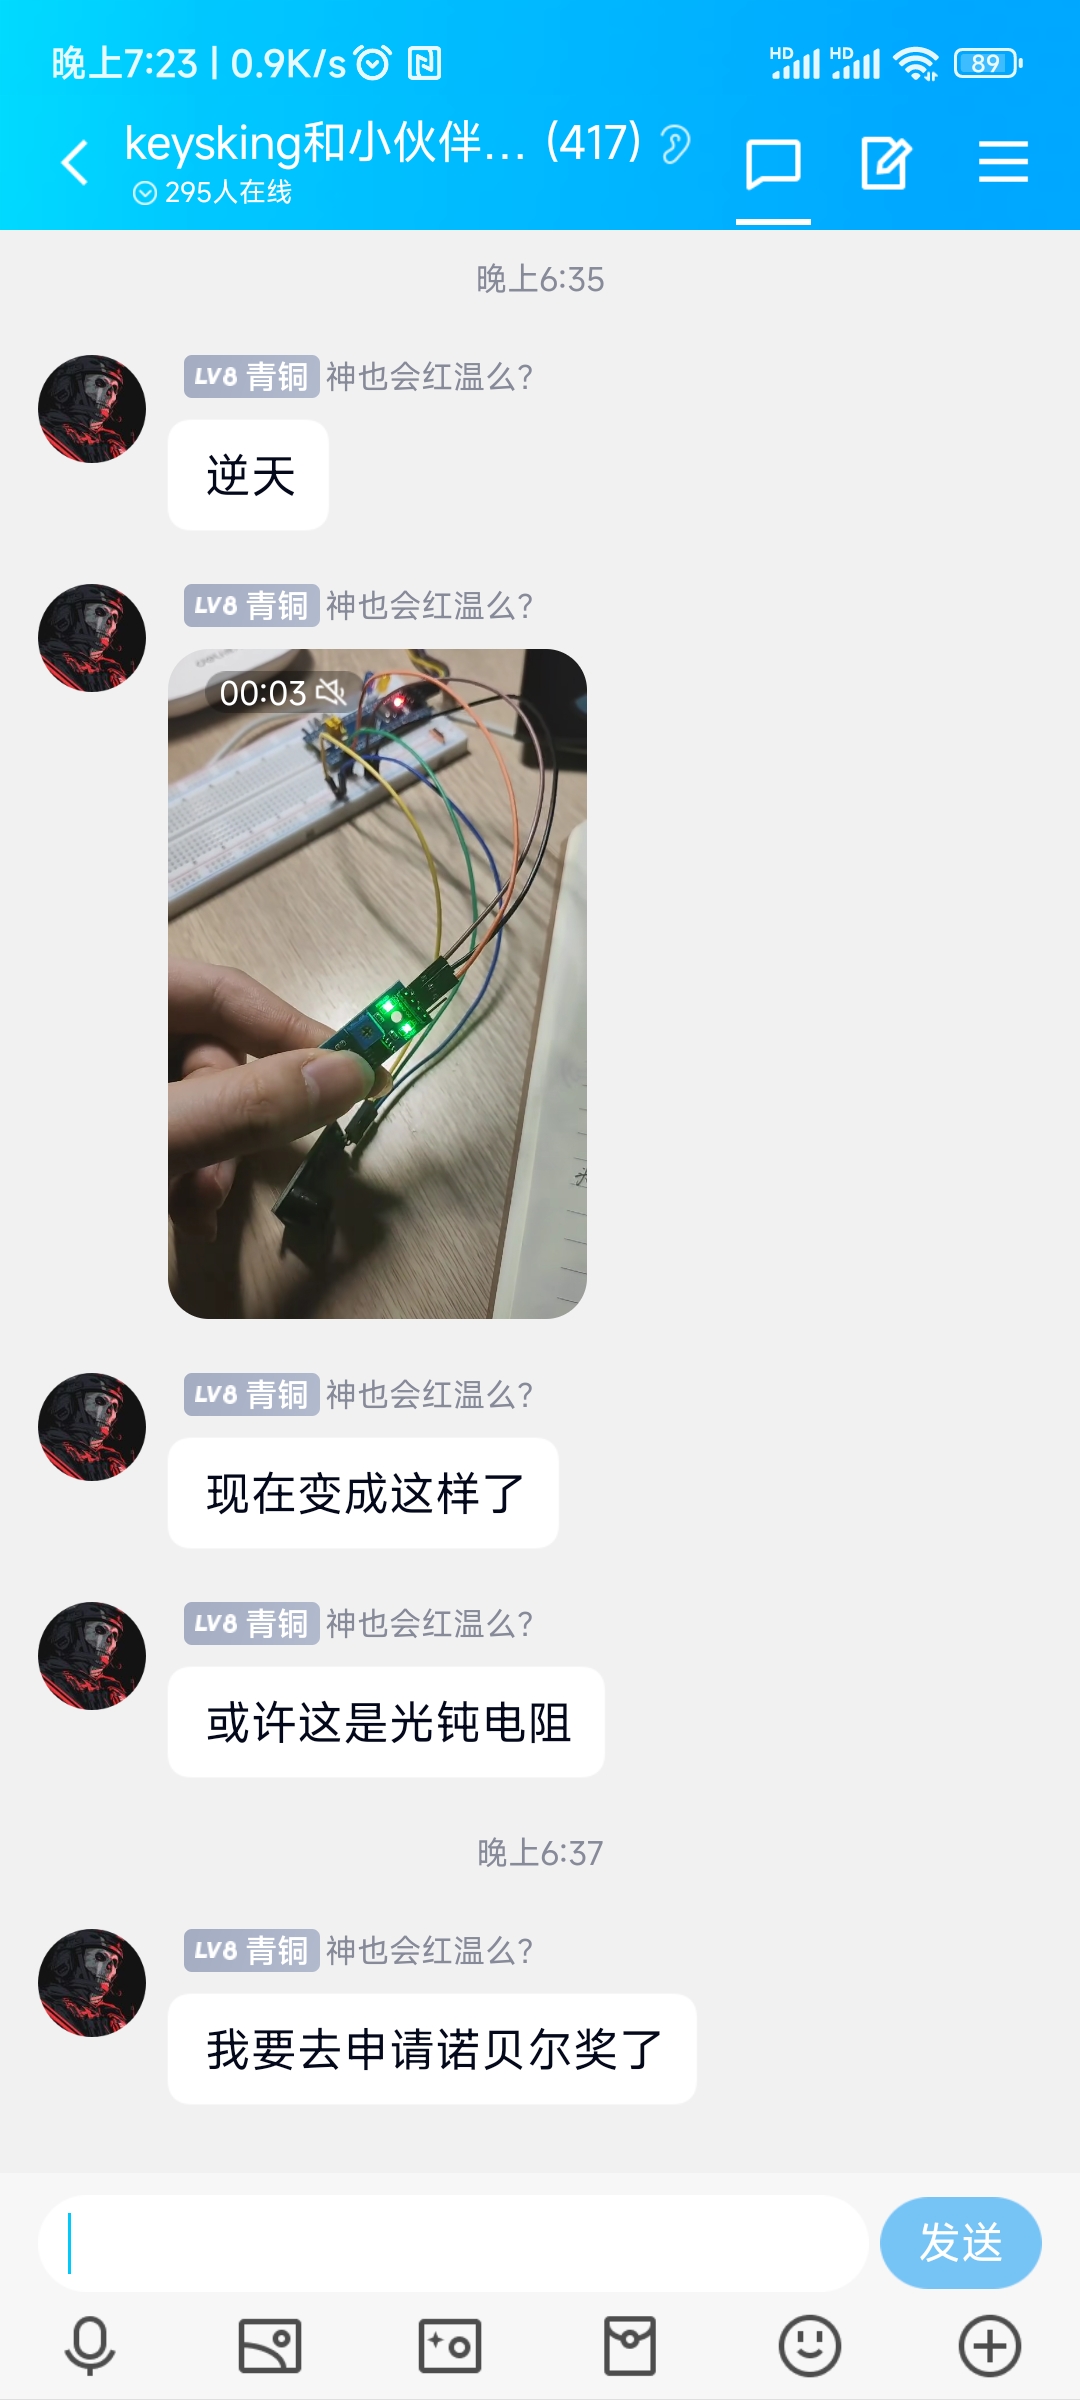 晚上7:23 | 0.9K/s
HD HD 89
keysking和小伙伴... (417)
295人在线
晚上6:35
LV8 青铜 神也会红温么?
逆天
LV8 青铜 神也会红温么?
00:03
LV8 青铜 神也会红温么?
现在变成这样了
LV8 青铜 神也会红温么?
或许这是光钝电阻
晚上6:37
LV8 青铜 神也会红温么?
我要去申请诺贝尔奖了
发送